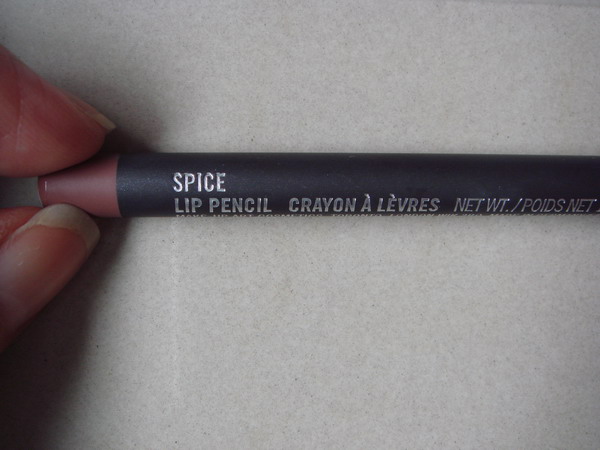 SPICE
LIP PENCIL CRAYON À LÈVRES NET WT. / POIDS NET